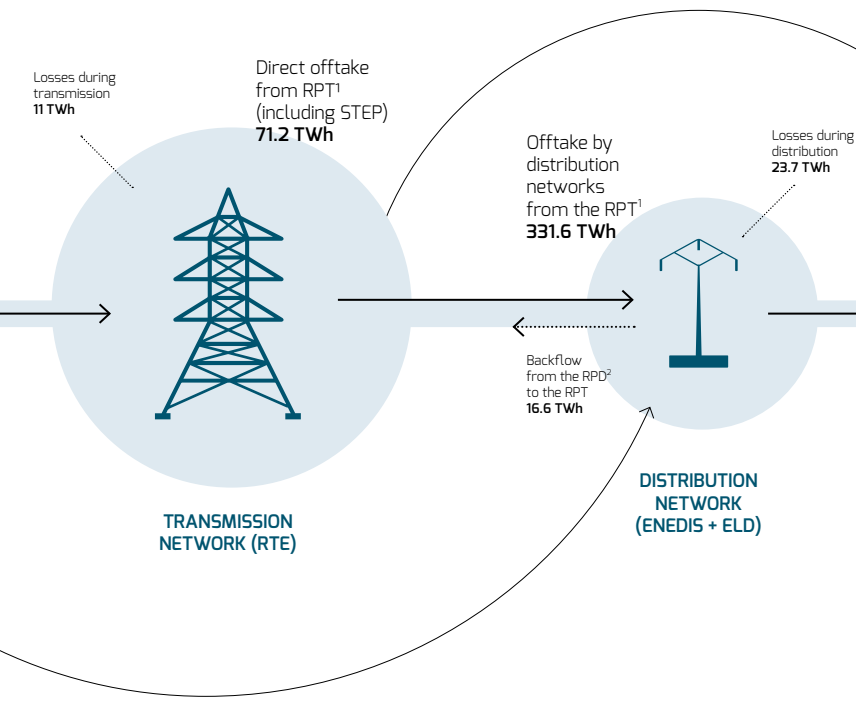 Losses during
transmission
11 TWh
Direct offtake
from RPT¹
(including STEP)
71.2 TWh
Offtake by
distribution
networks
from the RPT¹
331.6 TWh
Losses during
distribution
23.7 TWh
Backflow
from the RPD²
to the RPT
16.6 TWh
TRANSMISSION
NETWORK (RTE)
DISTRIBUTION
NETWORK
(ENEDIS + ELD)